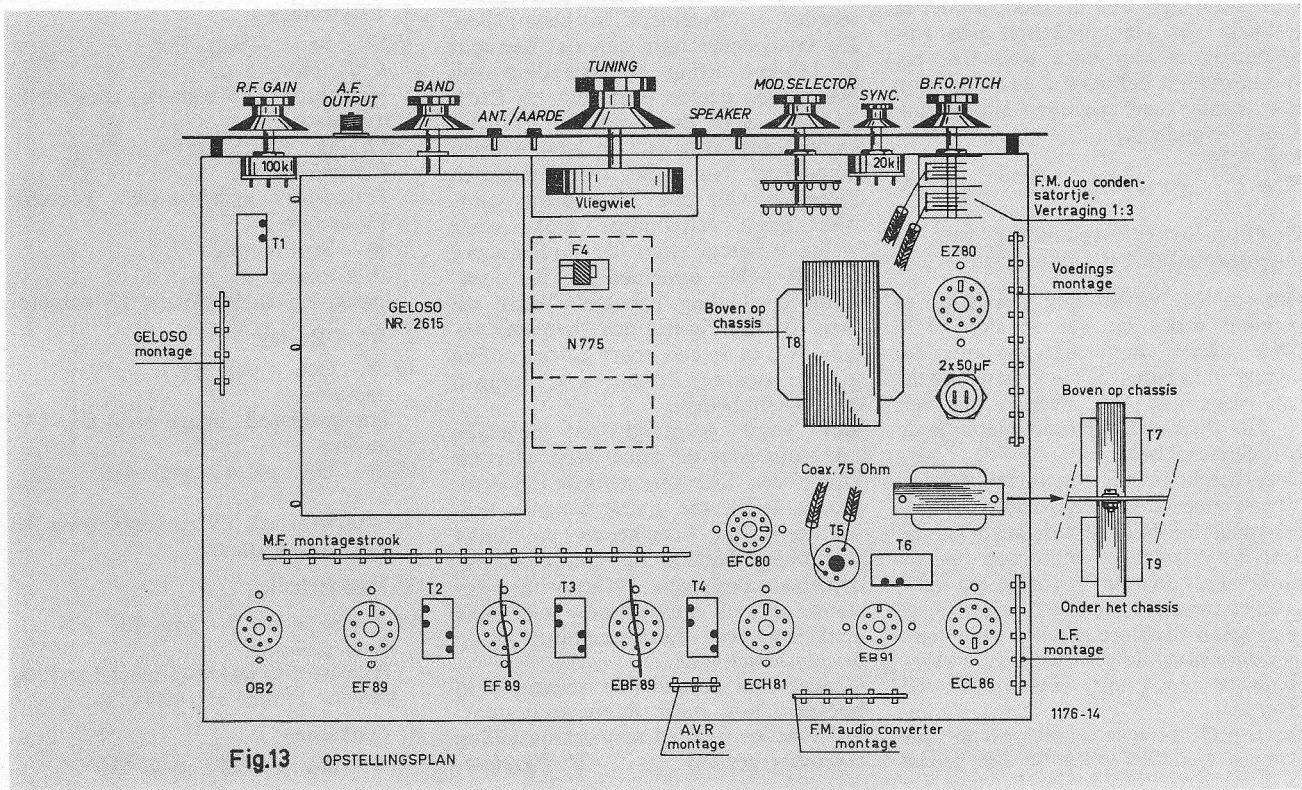 R.F. GAIN
A.F.
OUTPUT
BAND
ANT./AARDE
TUNING
SPEAKER
MOD. SELECTOR
SYNC.
B.F.O. PITCH
100k
20k
Vliegwiel
F.M. duo conden-
satortje.
Vertraging 1:3
T1
F4
EZ80
Voedings
montage
GELOSO
montage
GELOSO
NR. 2615
N775
Boven op
chassis
T8
2x50µF
Boven op chassis
T7
Coax. 75 Ohm
T5
T6
T9
Onder het chassis
M.F. montagestrook
EFC80
T2
T3
T4
L.F.
montage
OB2
EF89
EF89
EBF89
ECH81
EB91
ECL86
A.V.R
montage
F.M. audio converter
montage
1176-14
Fig.13 OPSTELLINGSPLAN